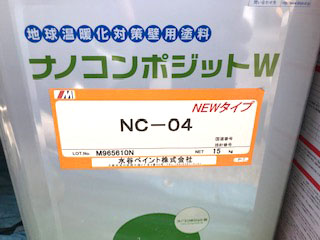 地球温暖化対策壁用塗料
ナノコンポジットW
NEWタイプ
NC-04
LOT No. M965610N
NET 15 kg
水谷ペイント株式会社